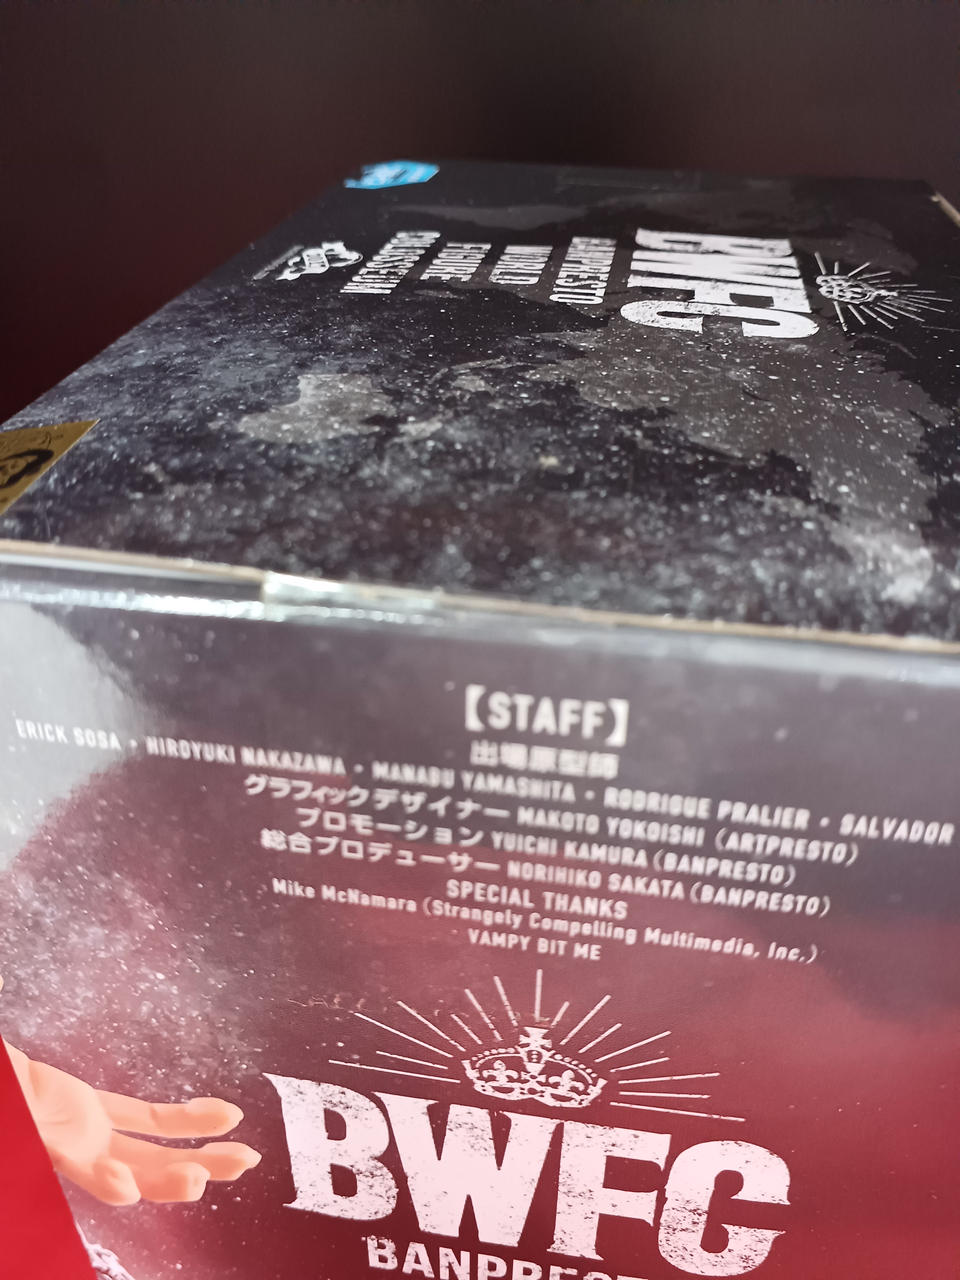 BWFC
BANPRESTO
WORLD
FIGURE
COLOSSEUM
【STAFF】
出場原型師
ERICK SOSA・HIROYUKI NAKAZAWA・MANABU YAMASHITA・RODRIGUE PRALIER・SALVADOR
グラフィックデザイナー MAKOTO YOKOISHI (ARTPRESTO)
プロモーション YUICHI KAMURA (BANPRESTO)
総合プロデューサー NORIHIKO SAKATA (BANPRESTO)
SPECIAL THANKS
Mike McNamara (Strangely Compelling Multimedia, Inc.)
VAMPY BIT ME
BWFC
BANPREST